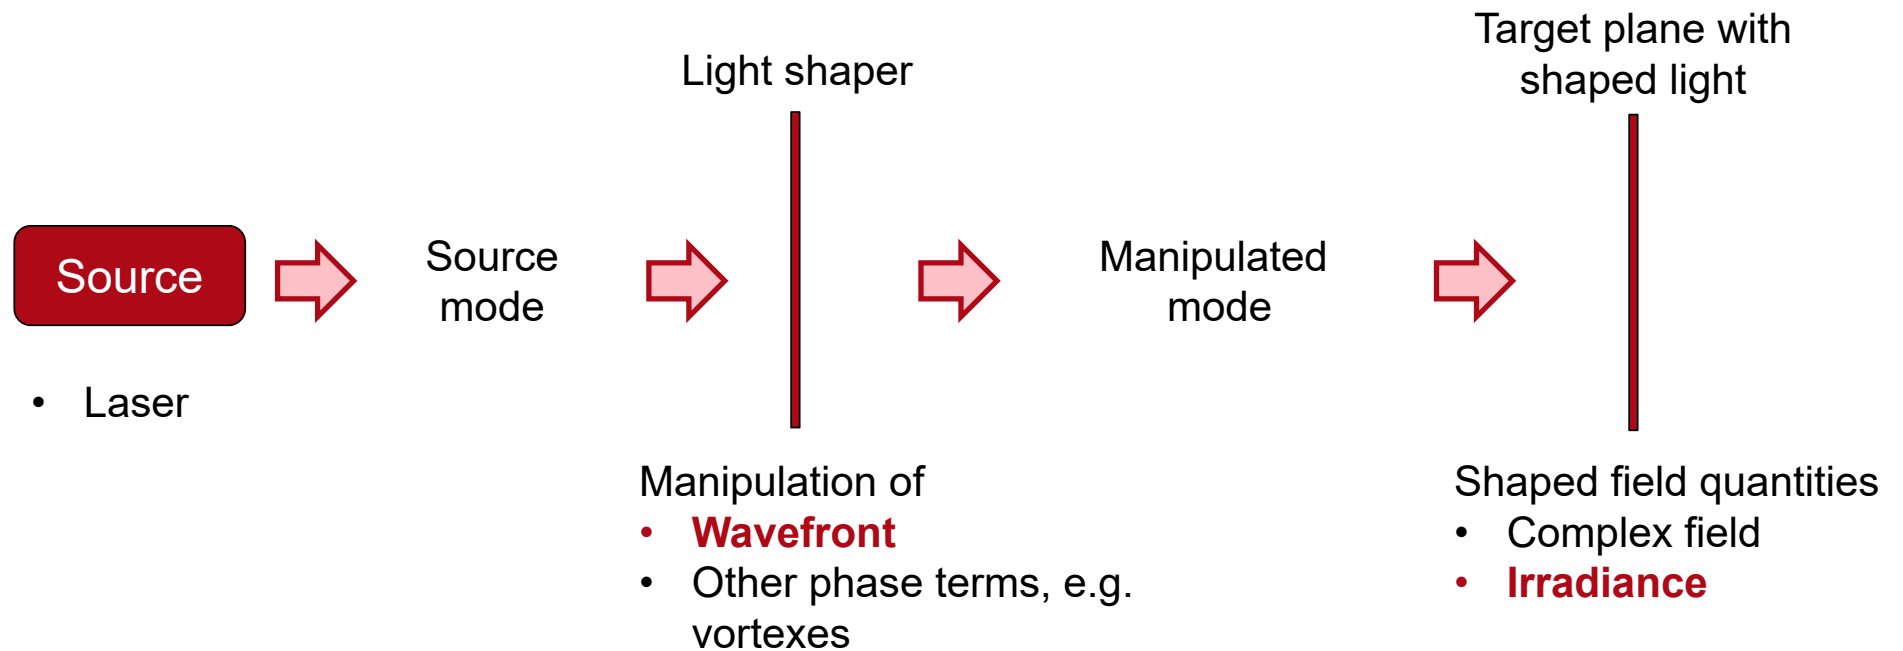 Light shaper
Target plane with
shaped light
Source
Source
mode
Manipulated
mode
• Laser
Manipulation of
• Wavefront
• Other phase terms, e.g.
vortexes
Shaped field quantities
• Complex field
• Irradiance